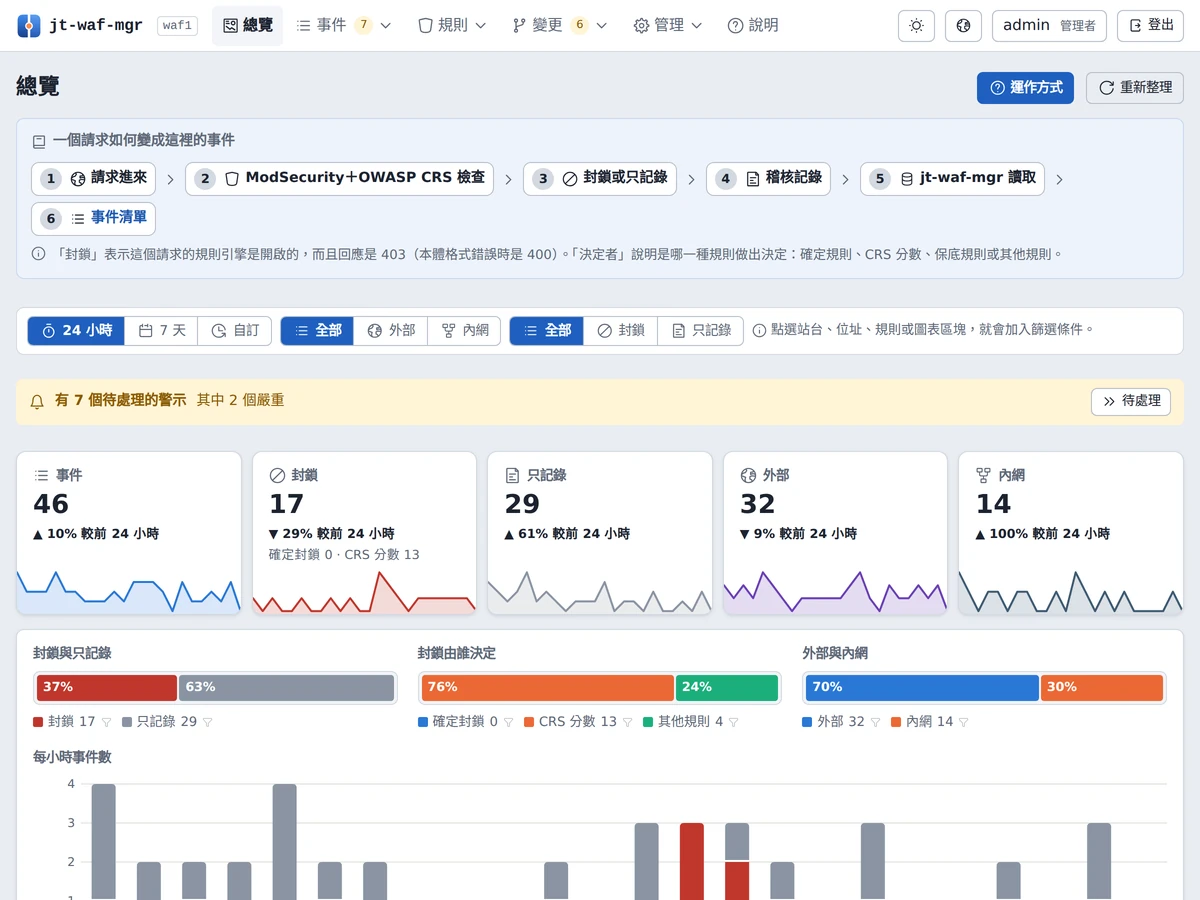 jt-waf-mgr waf1 總覽 事件 7 規則 變更 6 管理 說明 admin 管理者 登出
總覽
運作方式 重新整理
一個請求如何變成這裡的事件
1 請求進來
2 ModSecurity＋OWASP CRS 檢查
3 封鎖或只記錄
4 稽核記錄
5 jt-waf-mgr 讀取
6 事件清單
「封鎖」表示這個請求的規則引擎是開啟的，而且回應是 403（本體格式錯誤時是 400）。「決定者」說明是哪一種規則做出決定：確定規則、CRS 分數、保底規則或其他規則。
24 小時 7 天 自訂 全部 外部 內網 全部 封鎖 只記錄 點選站台、位址、規則或圖表區塊，就會加入篩選條件。
有 7 個待處理的警示 其中 2 個嚴重 待處理
事件
46
▲ 10% 較前 24 小時
封鎖
17
▼ 29% 較前 24 小時
確定封鎖 0 · CRS 分數 13
只記錄
29
▲ 61% 較前 24 小時
外部
32
▼ 9% 較前 24 小時
內網
14
▲ 100% 較前 24 小時
封鎖與只記錄
37% 63%
封鎖 17 只記錄 29
封鎖由誰決定
76% 24%
確定封鎖 0 CRS 分數 13 其他規則 4
外部與內網
70% 30%
外部 32 內網 14
每小時事件數
4
3
2
1